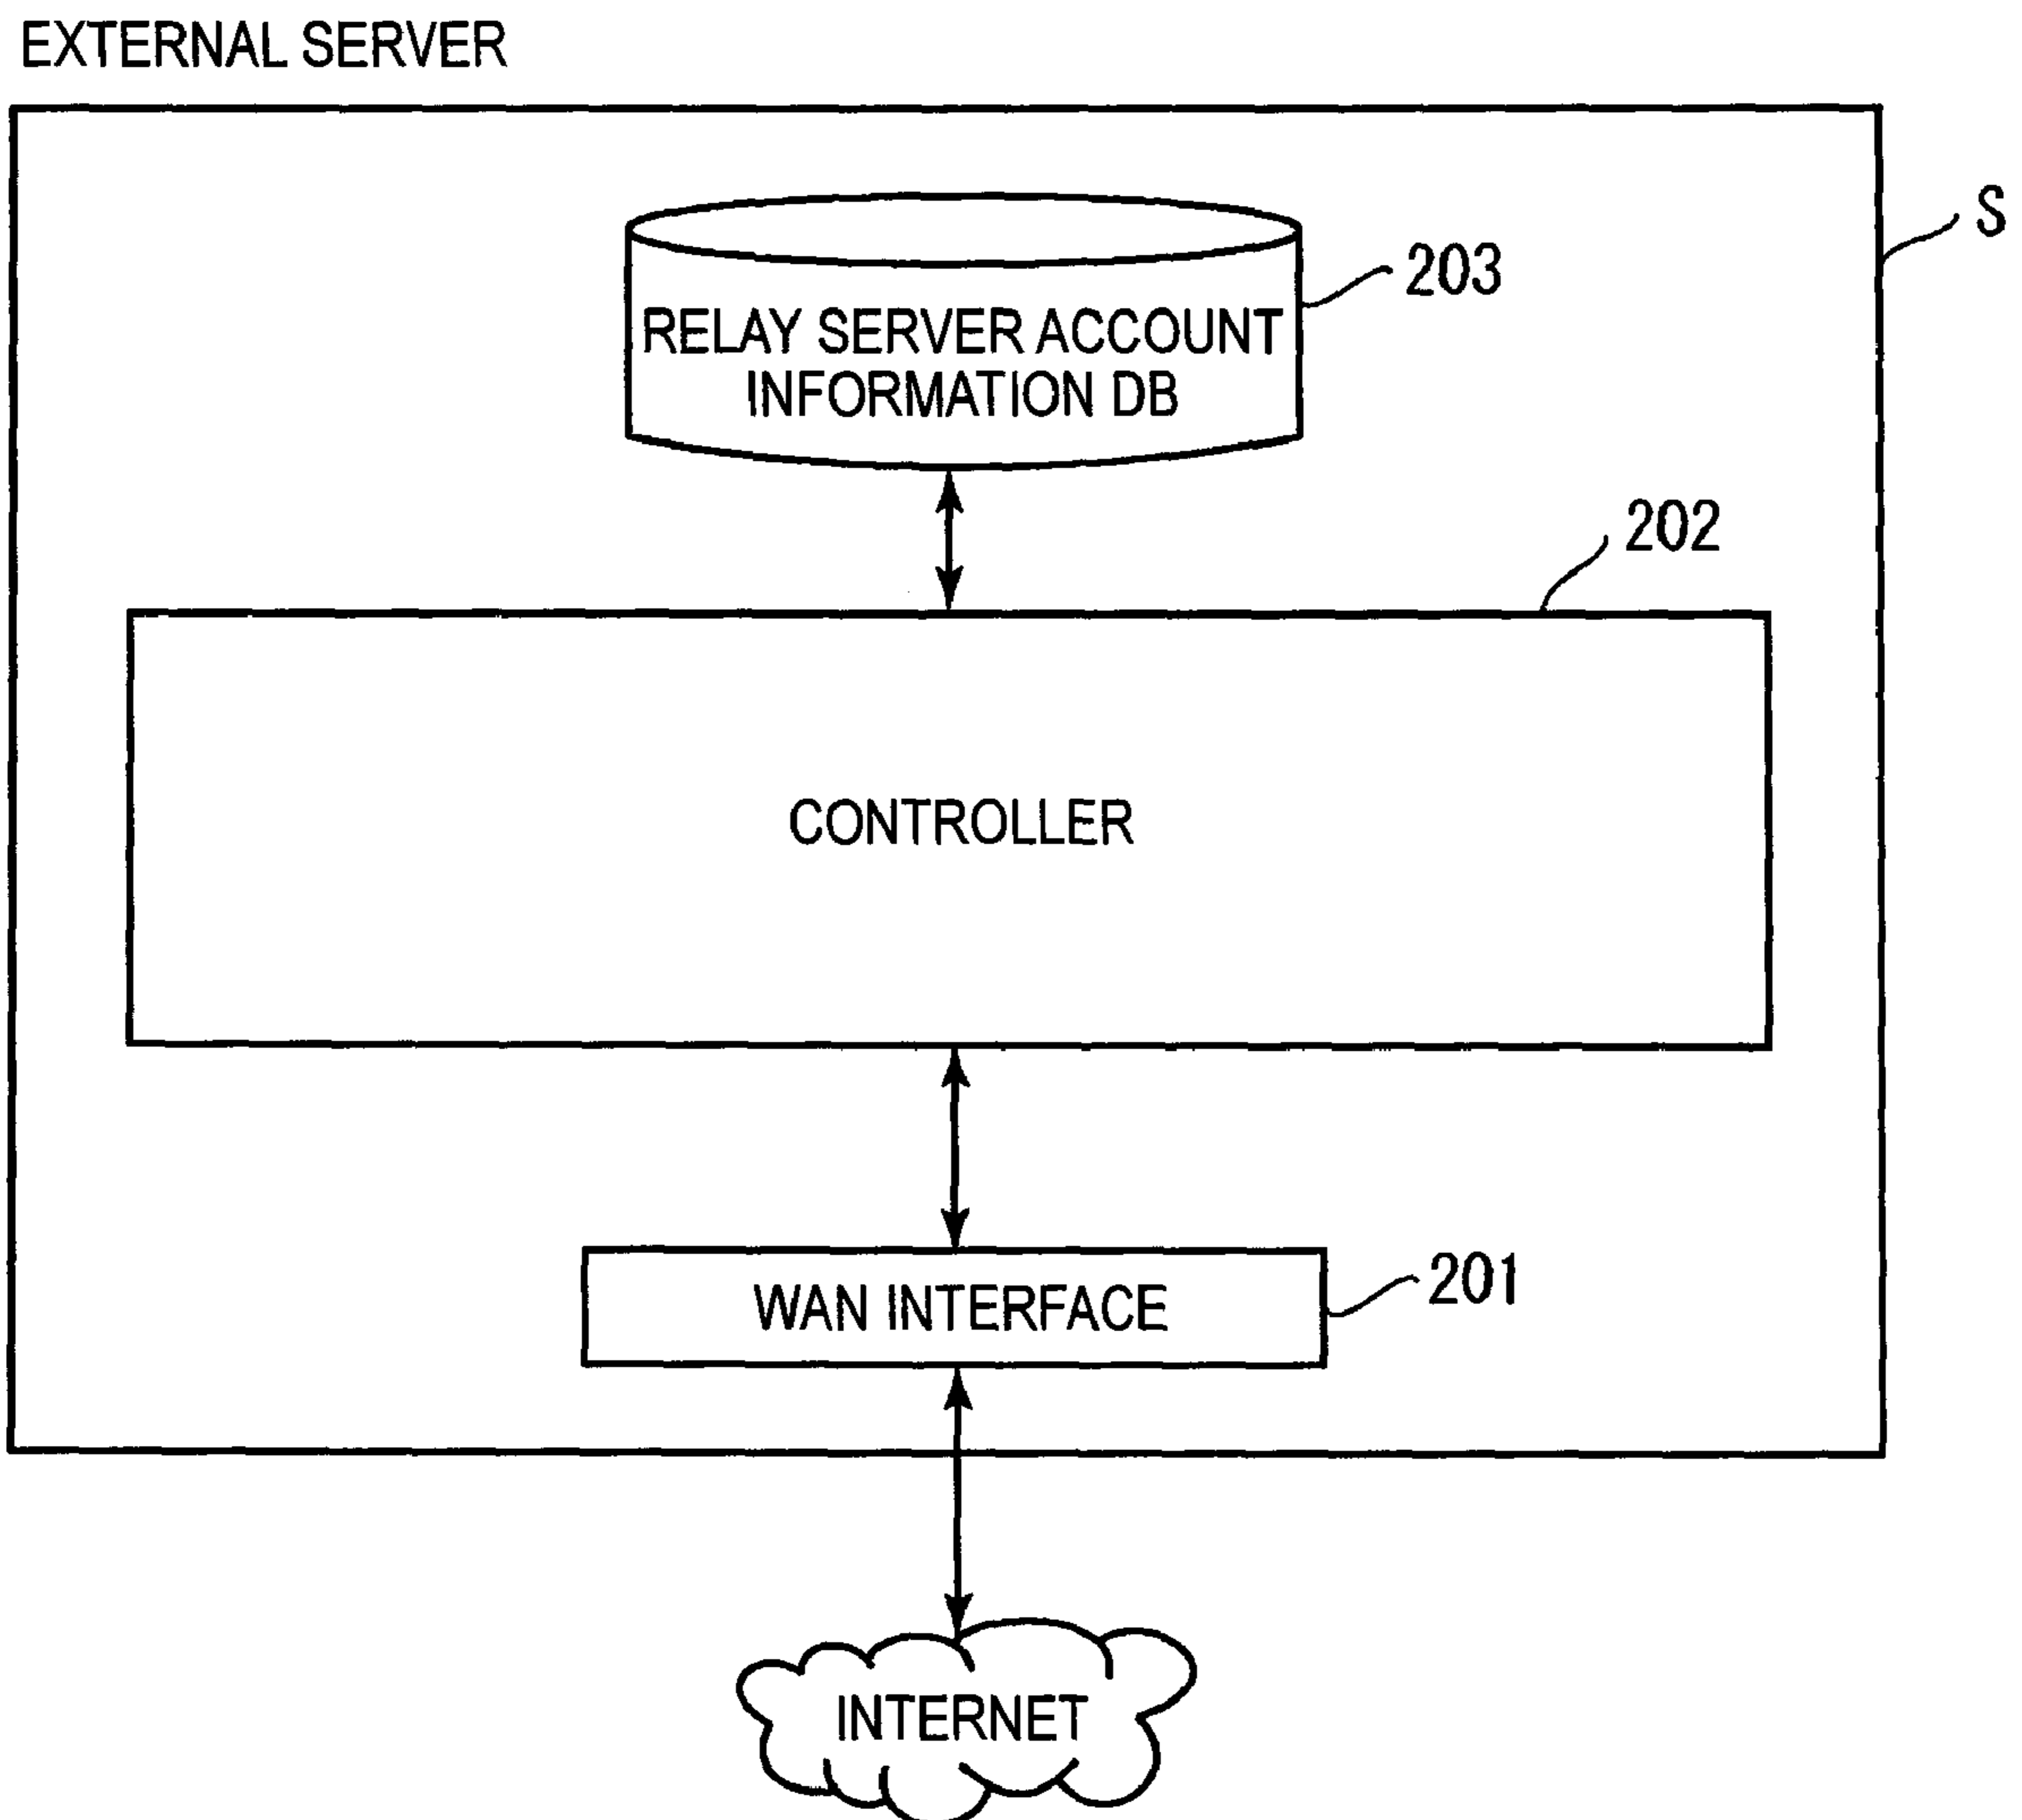 EXTERNAL SERVER
S
203
RELAY SERVER ACCOUNT
INFORMATION DB
202
CONTROLLER
WAN INTERFACE
201
INTERNET